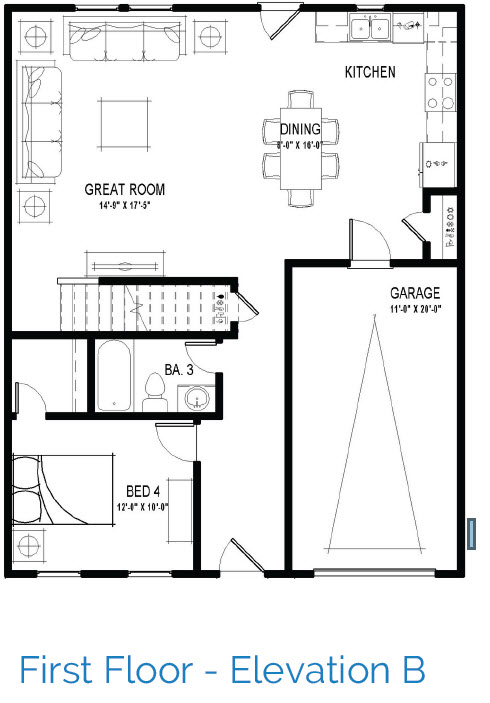 KITCHEN
DINING
8'-0" X 10'-0"
GREAT ROOM
14'-9" X 17'-5"
GARAGE
11'-0" X 20'-0"
BA. 3
BED 4
12'-0" X 10'-0"
First Floor - Elevation B